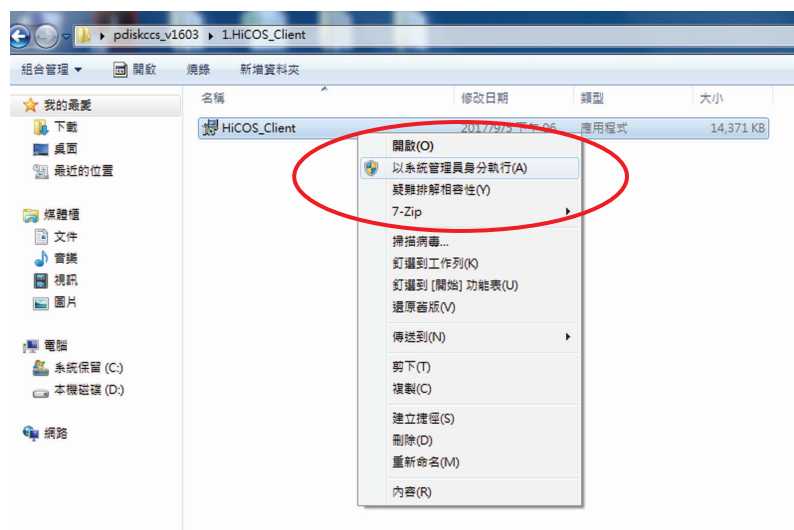 pdiskccs_v1603 1.HiCOS_Client
組合管理 開啟 燒錄 新增資料夾
名稱 修改日期 類型 大小
我的最愛
下載
桌面
最近的位置
媒體櫃
文件
音樂
視訊
圖片
電腦
系統保留 (C:)
本機磁碟 (D:)
網路
HiCOS_Client 2017/9/5 下午 06 應用程式 14,371 KB
開啟(O)
以系統管理員身分執行(A)
疑難排解相容性(Y)
7-Zip
掃描病毒...
釘選到工作列(K)
釘選到 [開始] 功能表(U)
還原舊版(V)
傳送到(N)
剪下(T)
複製(C)
建立捷徑(S)
刪除(D)
重新命名(M)
內容(R)